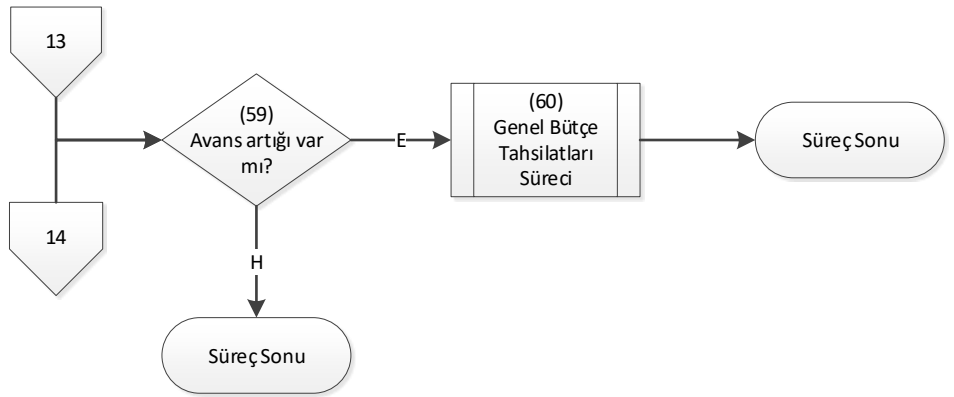 13
(59)
Avans artığı var
mı?
E
(60)
Genel Bütçe
Tahsilatları
Süreci
Süreç Sonu
14
H
Süreç Sonu